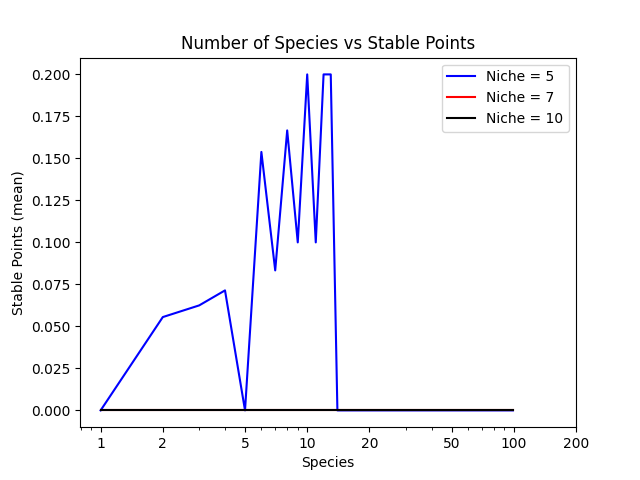 Number of Species vs Stable Points
Niche = 5
Niche = 7
Niche = 10
Stable Points (mean)
0.200
0.175
0.150
0.125
0.100
0.075
0.050
0.025
0.000
1 2 5 10 20 50 100 200
Species